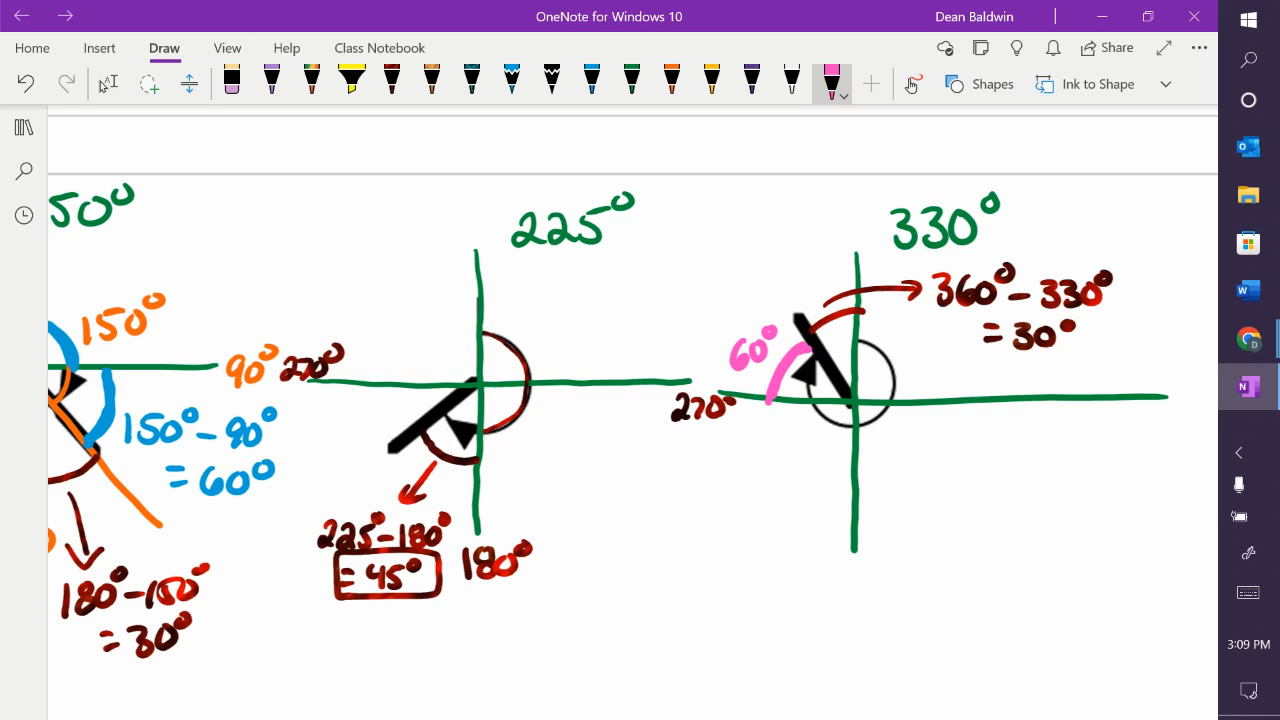 OneNote for Windows 10
Dean Baldwin
Home Insert Draw View Help Class Notebook
Share
Shapes
Ink to Shape
50°
225°
330°
150°
90°
150° - 90°
= 60°
180° - 150°
= 30°
270°
225° - 180°
= 45°
180°
360° - 330°
= 30°
60°
270°
3:09 PM